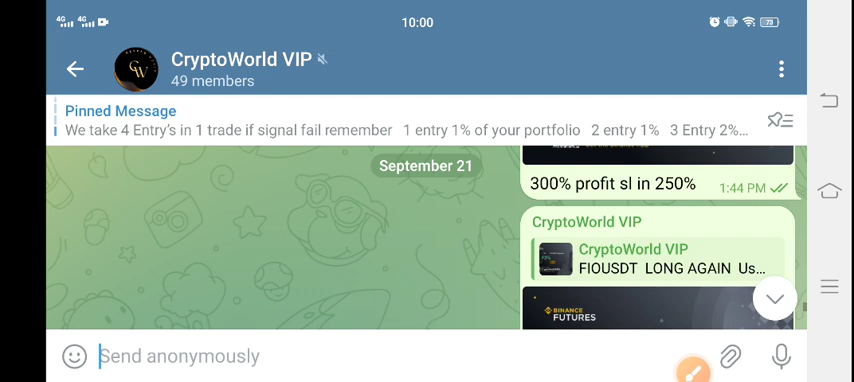 4G 4G 10:00 73
CryptoWorld VIP
49 members
Pinned Message
We take 4 Entry's in 1 trade if signal fail remember 1 entry 1% of your portfolio 2 entry 1% 3 Entry 2%...
September 21
300% profit sl in 250% 1:44 PM
CryptoWorld VIP
CryptoWorld VIP
FIOUSDT LONG AGAIN Us...
BINANCE
FUTURES
Send anonymously